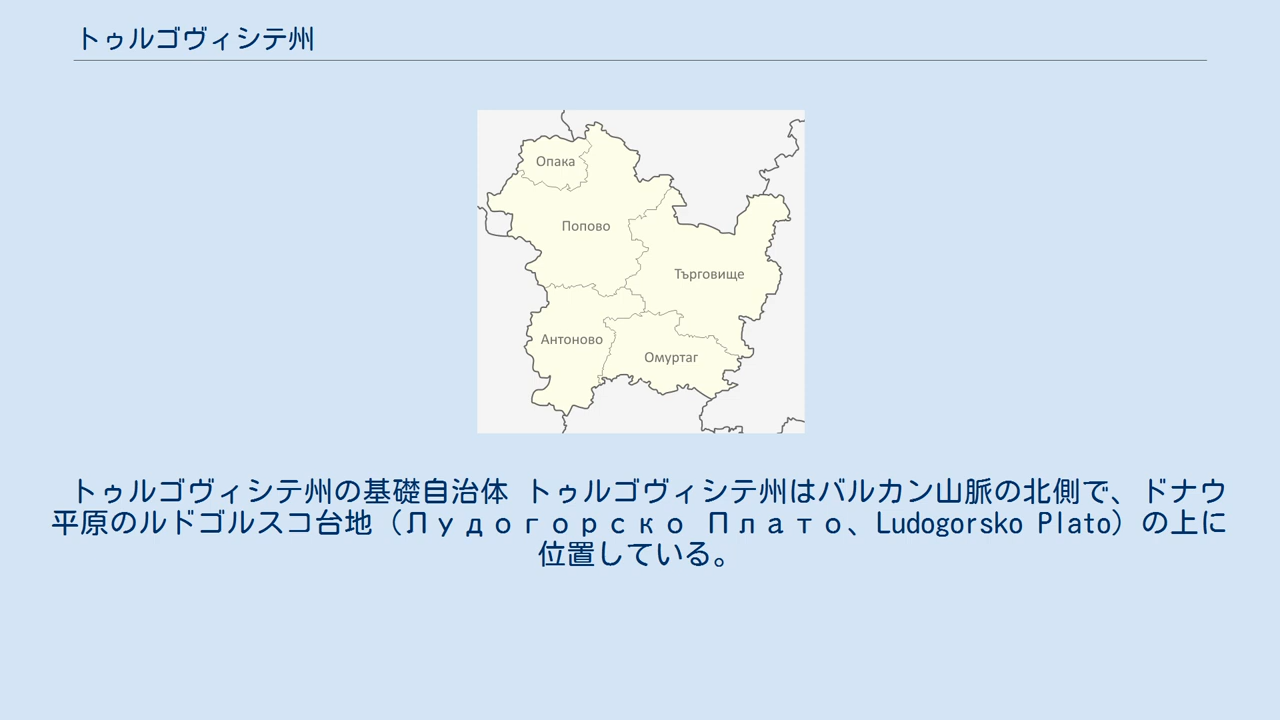 トゥルゴヴィシテ州
Опака
Попово
Търговище
Антоново
Омуртаг
トゥルゴヴィシテ州の基礎自治体 トゥルゴヴィシテ州はバルカン山脈の北側で、ドナウ
平原のルドゴルスコ台地（Лудогорско Плато、Ludogorsko Plato）の上に
位置している。